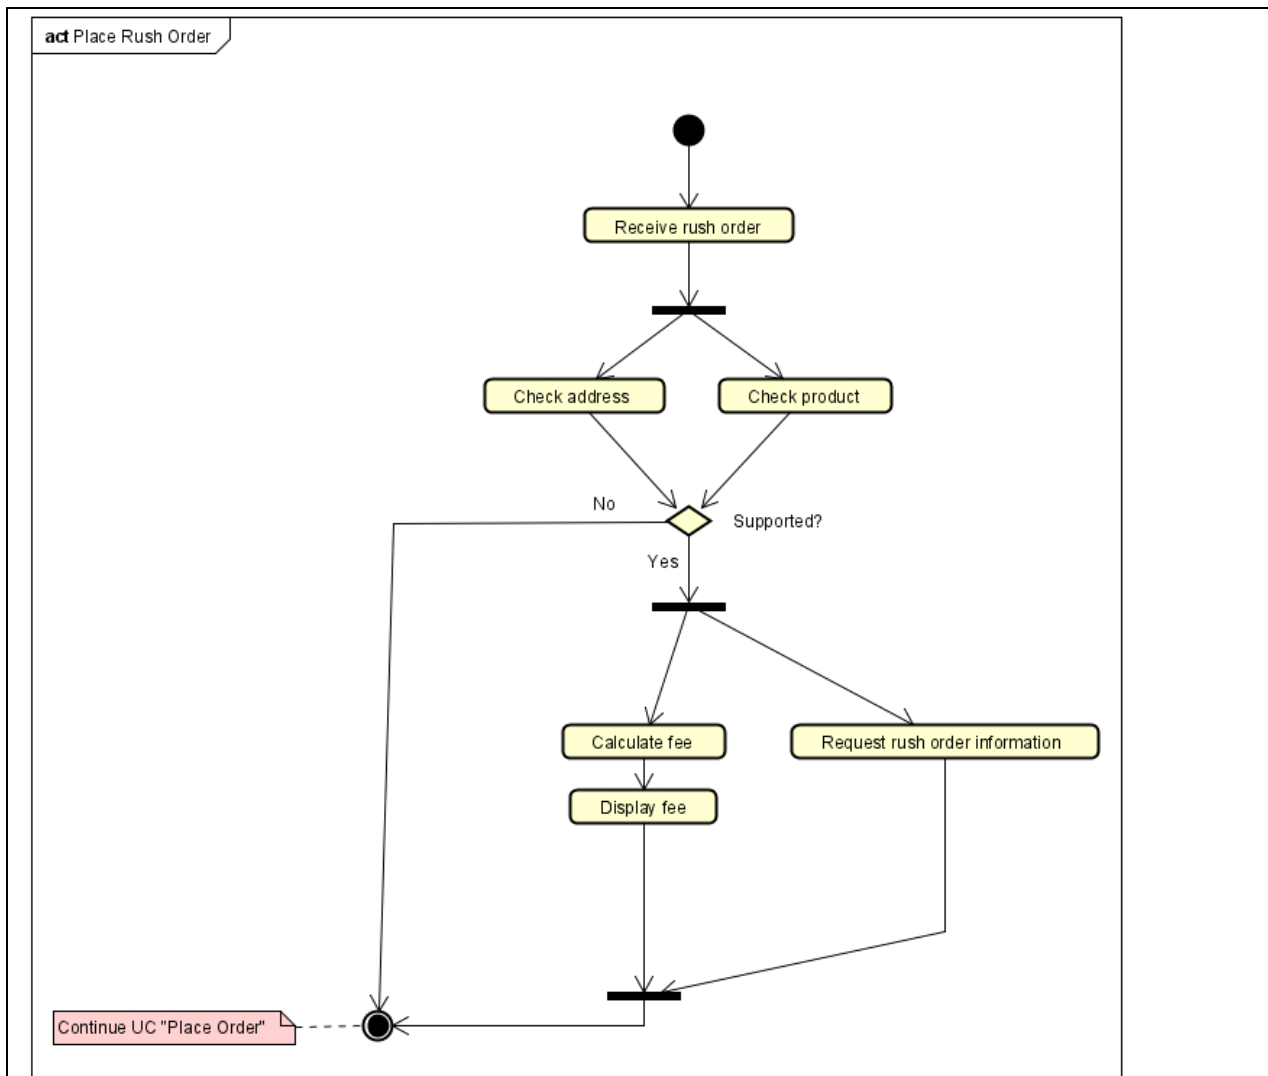 act Place Rush Order
Receive rush order
Check address
Check product
No
Supported?
Yes
Calculate fee
Request rush order information
Display fee
Continue UC "Place Order"